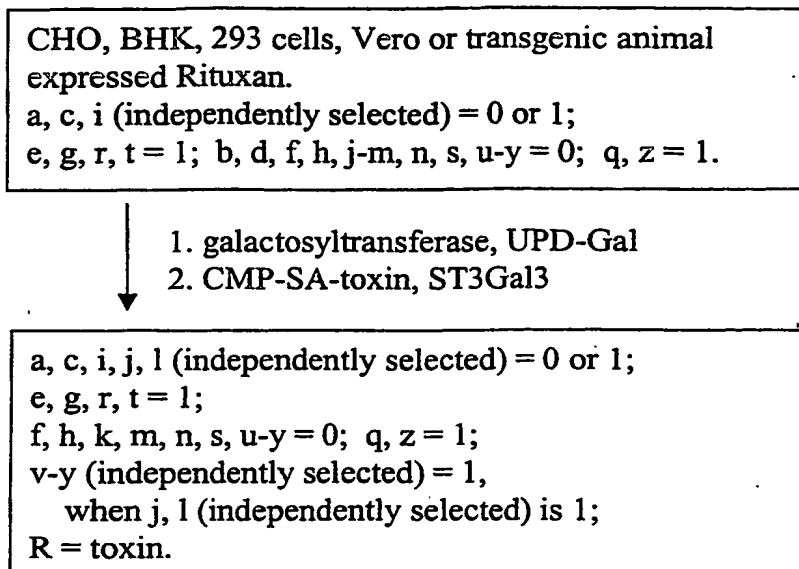 CHO, BHK, 293 cells, Vero or transgenic animal
expressed Rituxan.
a, c, i (independently selected) = 0 or 1;
e, g, r, t = 1; b, d, f, h, j-m, n, s, u-y = 0; q, z = 1.
1. galactosyltransferase, UPD-Gal
2. CMP-SA-toxin, ST3Gal3
a, c, i, j, l (independently selected) = 0 or 1;
e, g, r, t = 1;
f, h, k, m, n, s, u-y = 0; q, z = 1;
v-y (independently selected) = 1,
when j, l (independently selected) is 1;
R = toxin.